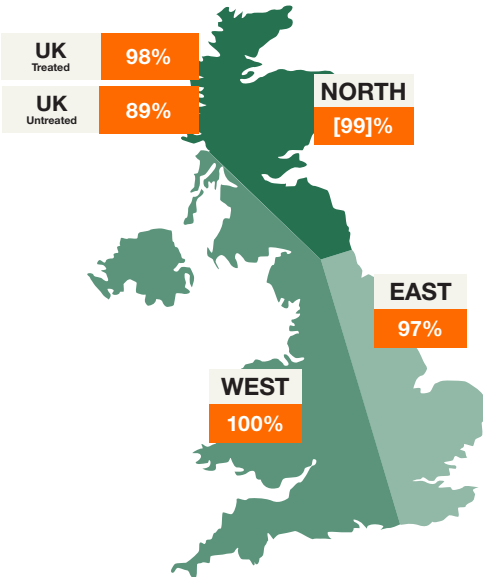 UK
Treated
98%
UK
Untreated
89%
NORTH
[99]%
EAST
97%
WEST
100%